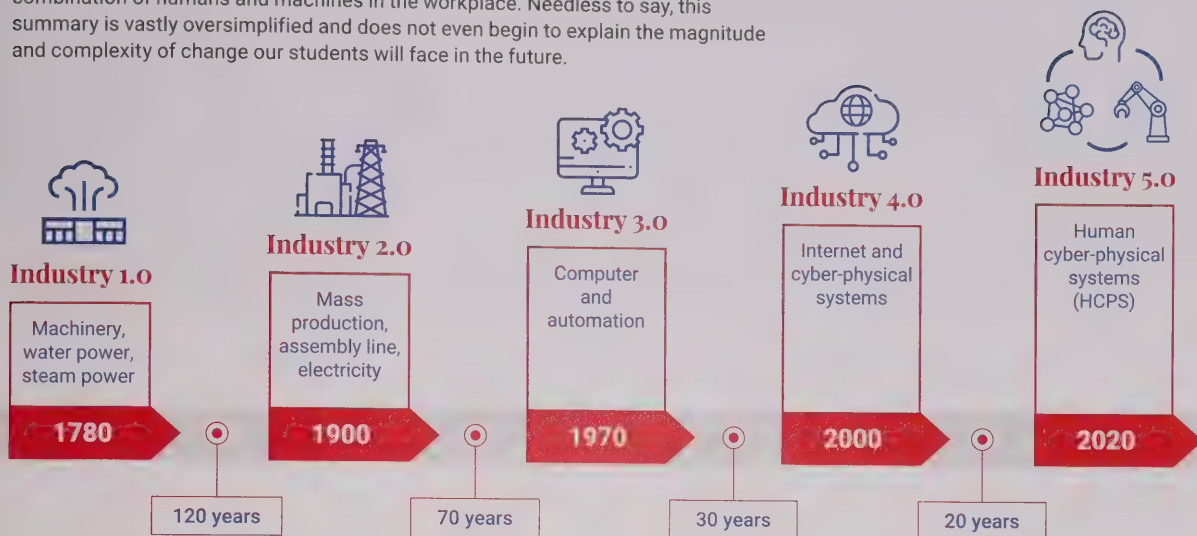 combination of humans and machines in the workplace. Needless to say, this
summary is vastly oversimplified and does not even begin to explain the magnitude
and complexity of change our students will face in the future.
Industry 1.0
Machinery,
water power,
steam power
1780
120 years
Industry 2.0
Mass
production,
assembly line,
electricity
1900
70 years
Industry 3.0
Computer
and
automation
1970
30 years
Industry 4.0
Internet and
cyber-physical
systems
2000
20 years
Industry 5.0
Human
cyber-physical
systems
(HCPS)
2020